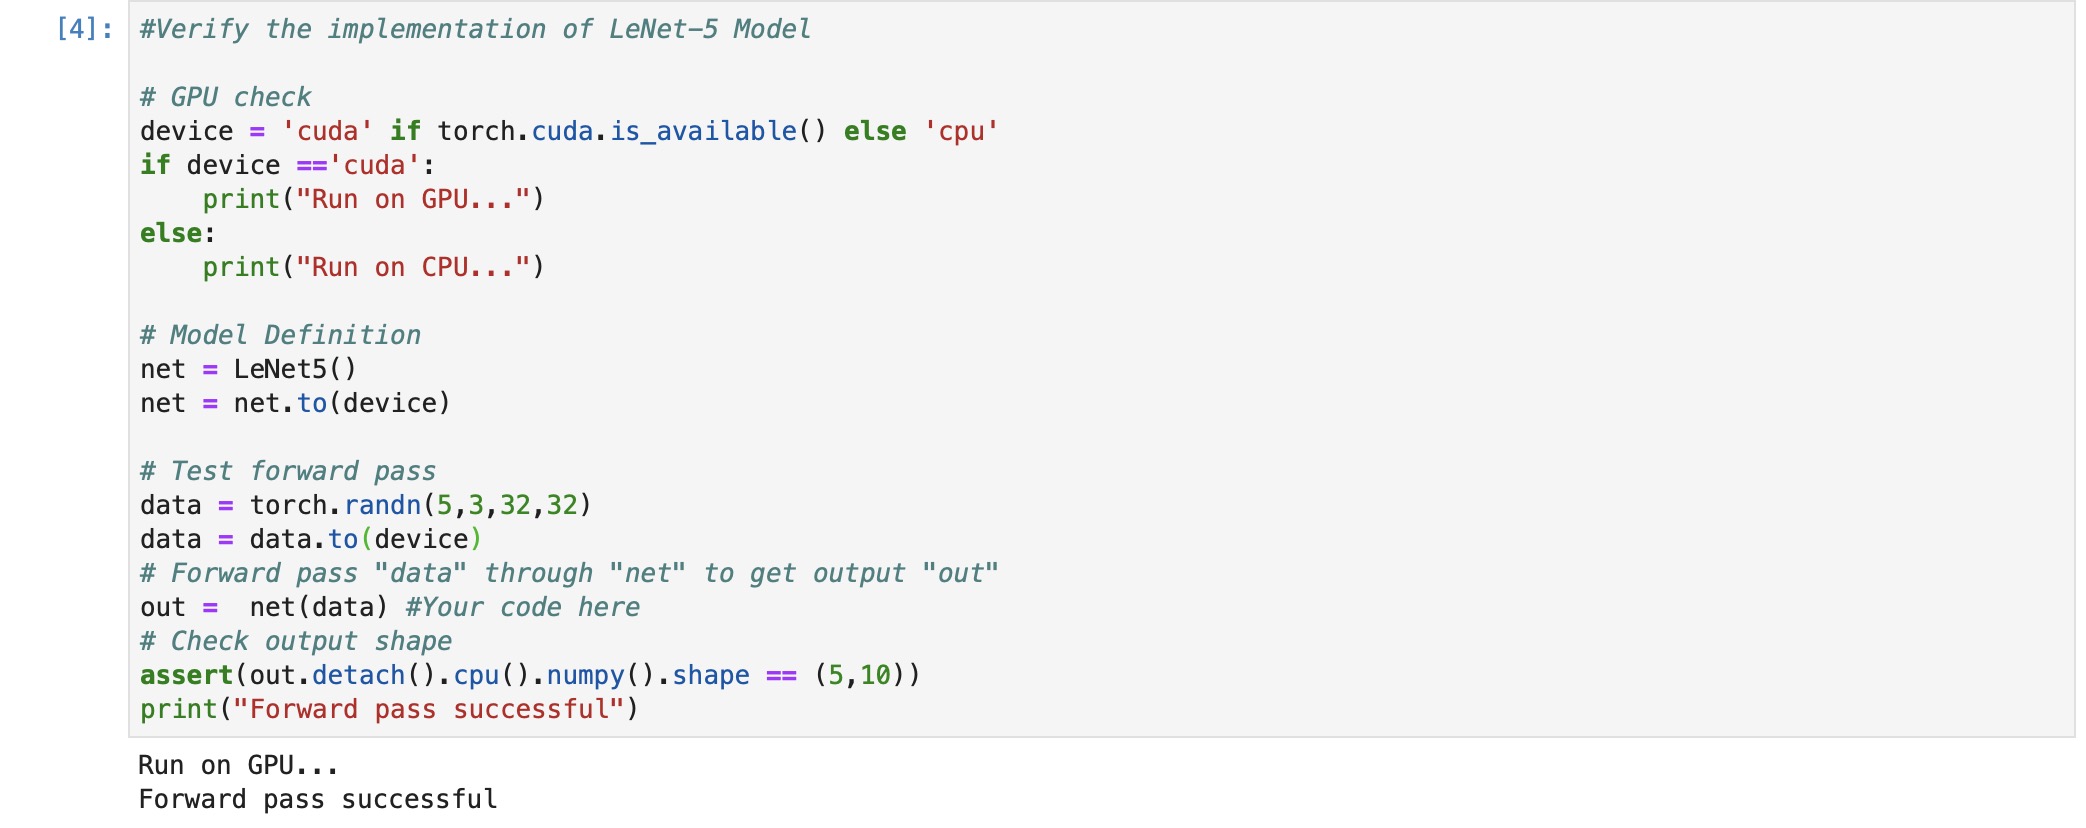 [4]: #Verify the implementation of LeNet-5 Model
# GPU check
device = 'cuda' if torch.cuda.is_available() else 'cpu'
if device =='cuda':
    print("Run on GPU...")
else:
    print("Run on CPU...")
# Model Definition
net = LeNet5()
net = net.to(device)
# Test forward pass
data = torch.randn(5,3,32,32)
data = data.to(device)
# Forward pass "data" through "net" to get output "out"
out =  net(data) #Your code here
# Check output shape
assert(out.detach().cpu().numpy().shape == (5,10))
print("Forward pass successful")
Run on GPU...
Forward pass successful